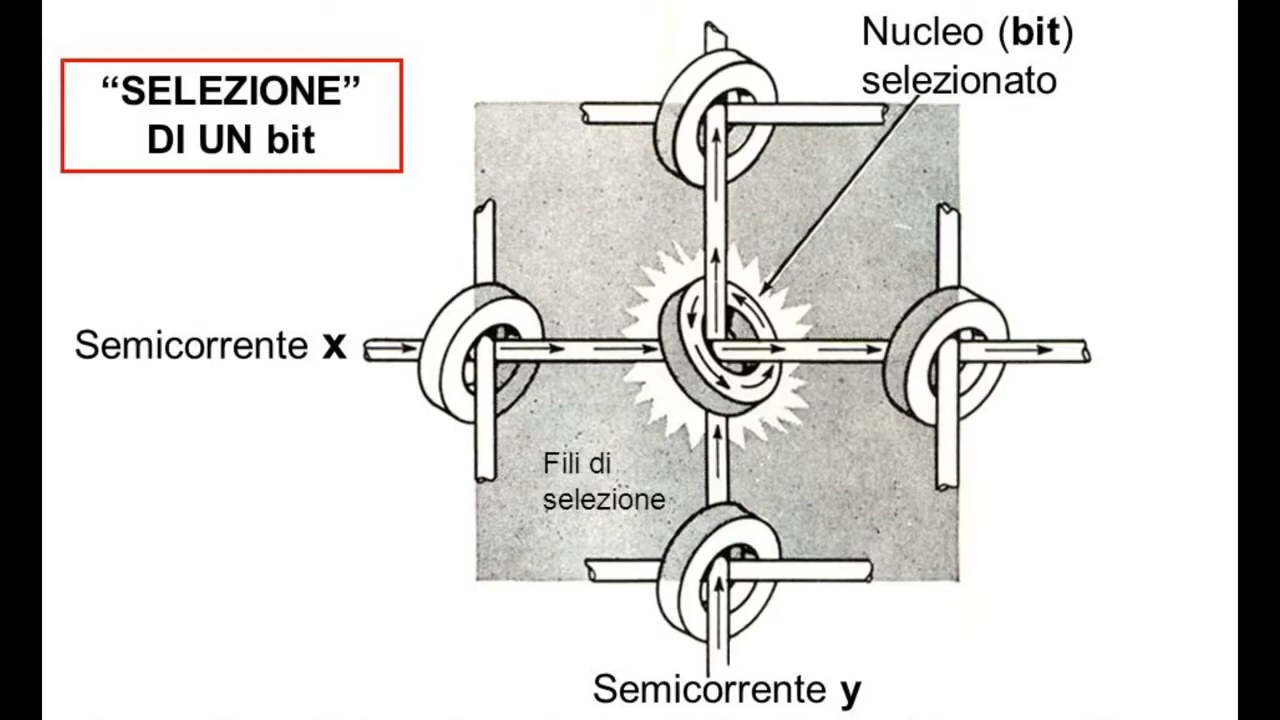 “SELEZIONE”
DI UN bit
Nucleo (bit)
selezionato
Semicorrente x
Fili di
selezione
Semicorrente y